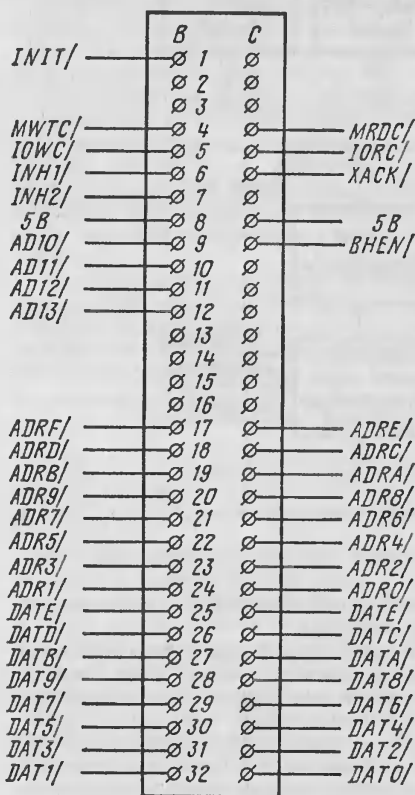 B C
INIT/ 1
2
3
MWTC/ 4 MRDC/
IOWC/ 5 IORC/
INH1/ 6 XACK/
INH2/ 7
5В 8 5В
AD10/ 9 BHEN/
AD11/ 10
AD12/ 11
AD13/ 12
13
14
15
16
ADRF/ 17 ADRE/
ADRD/ 18 ADRC/
ADRB/ 19 ADRA/
ADR9/ 20 ADR8/
ADR7/ 21 ADR6/
ADR5/ 22 ADR4/
ADR3/ 23 ADR2/
ADR1/ 24 ADR0/
DATE/ 25 DATE/
DATD/ 26 DATC/
DATB/ 27 DATA/
DAT9/ 28 DAT8/
DAT7/ 29 DAT6/
DAT5/ 30 DAT4/
DAT3/ 31 DAT2/
DAT1/ 32 DAT0/